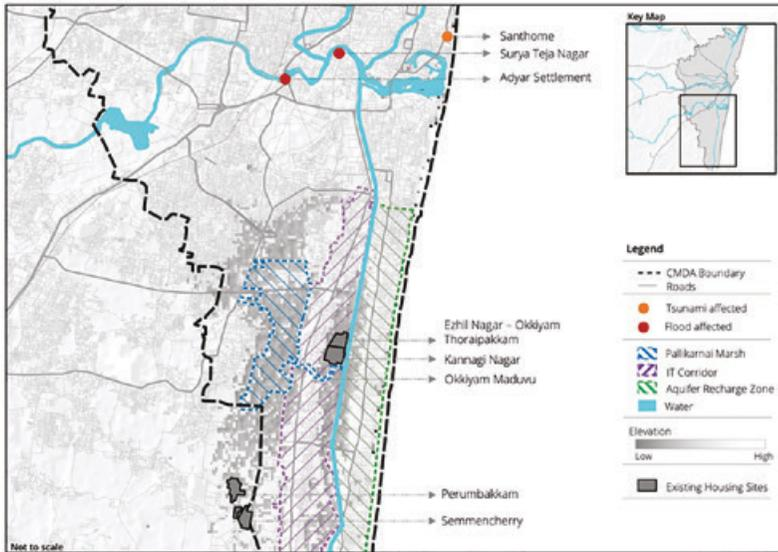 Santhome
Surya Teja Nagar
Adyar Settlement
Ezhil Nagar – Okkiyam
Thoraipakkam
Kannagi Nagar
Okkiyam Maduvu
Perumbakkam
Semmencherry
Not to scale
Key Map
Legend
CMDA Boundary
Roads
Tsunami affected
Flood affected
Pallikarnai Marsh
IT Corridor
Aquifer Recharge Zone
Water
Elevation
Low High
Existing Housing Sites